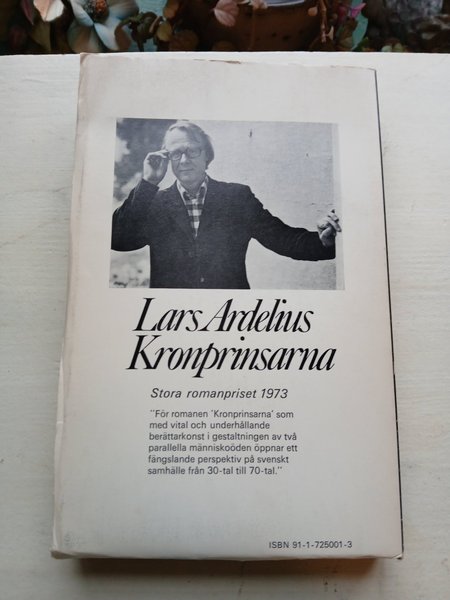 Lars Ardelius
Kronprinsarna
Stora romanpriset 1973
"För romanen 'Kronprinsarna' som
med vital och underhållande
berättarkonst i gestaltningen av två
parallella människoöden öppnar ett
fängslande perspektiv på svenskt
samhälle från 30-tal till 70-tal."
ISBN 91-1-725001-3